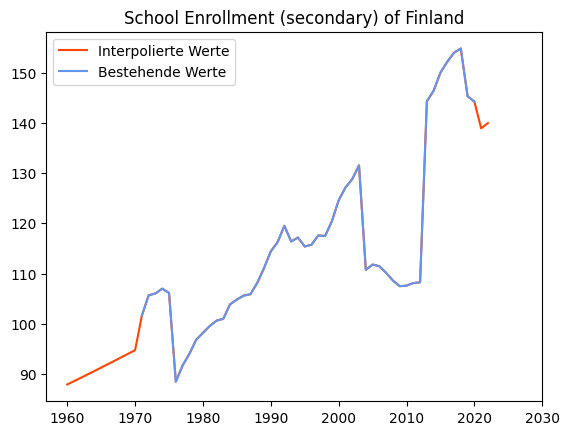 School Enrollment (secondary) of Finland
Interpolierte Werte
Bestehende Werte
150
140
130
120
110
100
90
1960 1970 1980 1990 2000 2010 2020 2030